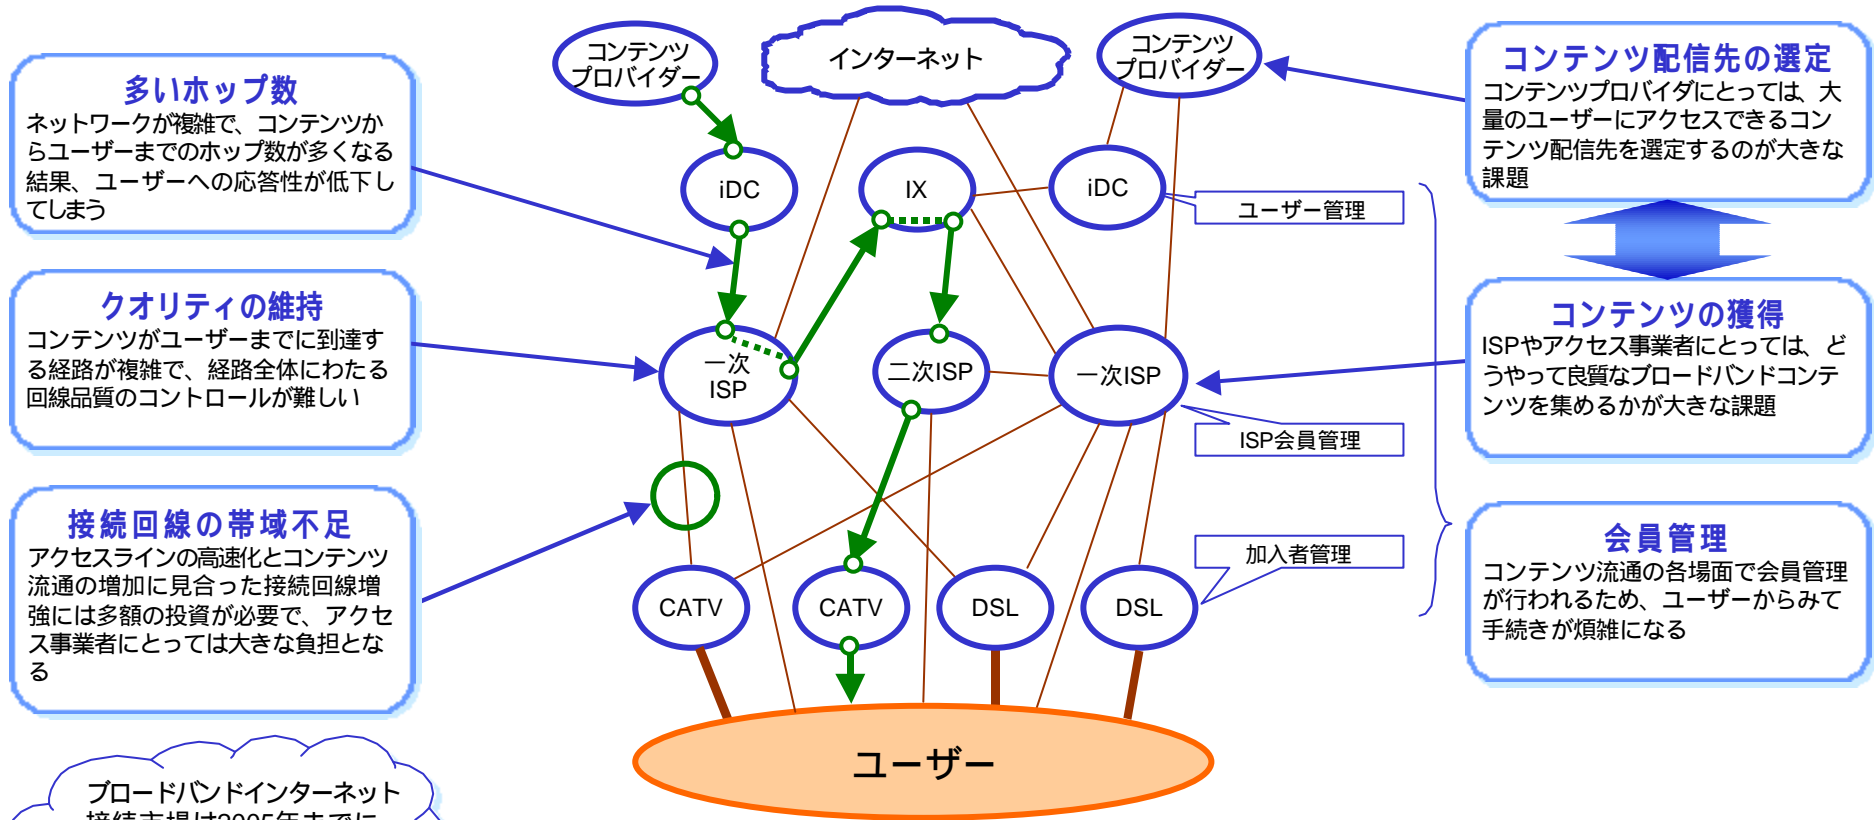 コンテンツ
プロバイダー
インターネット
コンテンツ
プロバイダー
多いホップ数
ネットワークが複雑で、コンテンツか
らユーザーまでのホップ数が多くなる
結果、ユーザーへの応答性が低下し
てしまう
コンテンツ配信先の選定
コンテンツプロバイダにとっては、大
量のユーザーにアクセスできるコン
テンツ配信先を選定するのが大きな
課題
iDC
IX
iDC
ユーザー管理
クオリティの維持
コンテンツがユーザーまでに到達す
る経路が複雑で、経路全体にわたる
回線品質のコントロールが難しい
一次
ISP
二次ISP
一次ISP
ISP会員管理
コンテンツの獲得
ISPやアクセス事業者にとっては、ど
うやって良質なブロードバンドコンテ
ンツを集めるかが大きな課題
接続回線の帯域不足
アクセスラインの高速化とコンテンツ
流通の増加に見合った接続回線増
強には多額の投資が必要で、アクセ
ス事業者にとっては大きな負担とな
る
加入者管理
会員管理
コンテンツ流通の各場面で会員管理
が行われるため、ユーザーからみて
手続きが煩雑になる
CATV
CATV
DSL
DSL
ユーザー
ブロードバンドインターネット
接続市場は2005年までに